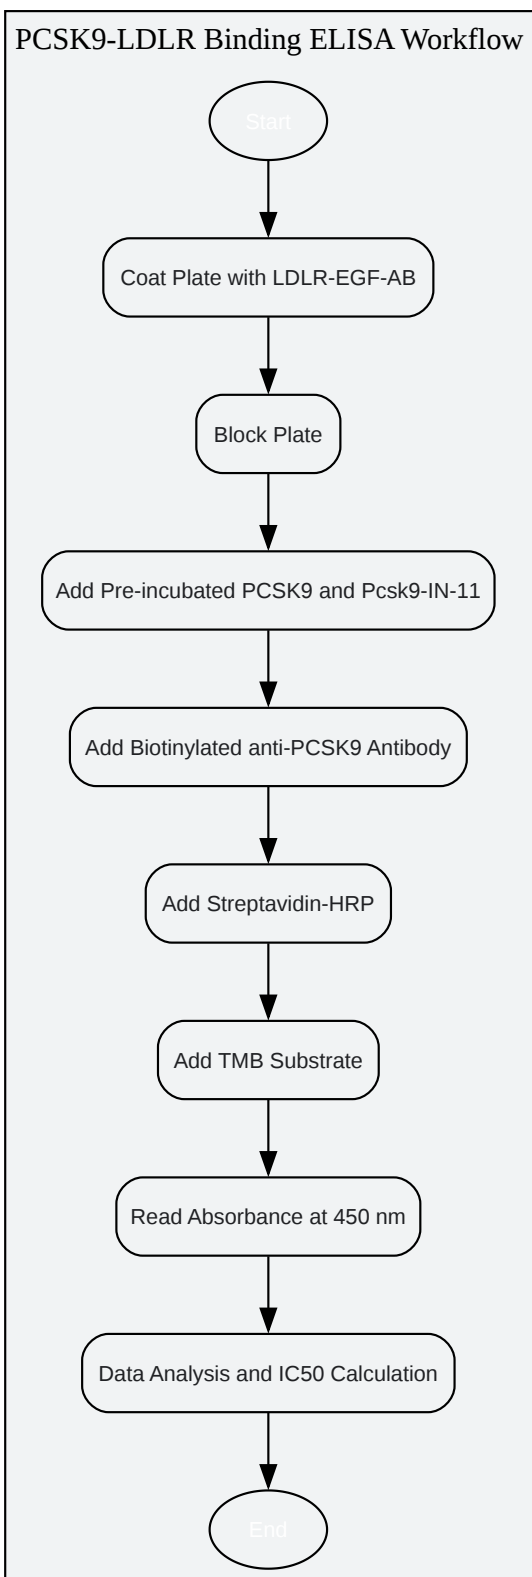 PCSK9-LDLR Binding ELISA Workflow
Start
Coat Plate with LDLR-EGF-AB
Block Plate
Add Pre-incubated PCSK9 and Pcsk9-IN-11
Add Biotinylated anti-PCSK9 Antibody
Add Streptavidin-HRP
Add TMB Substrate
Read Absorbance at 450 nm
Data Analysis and IC50 Calculation
End